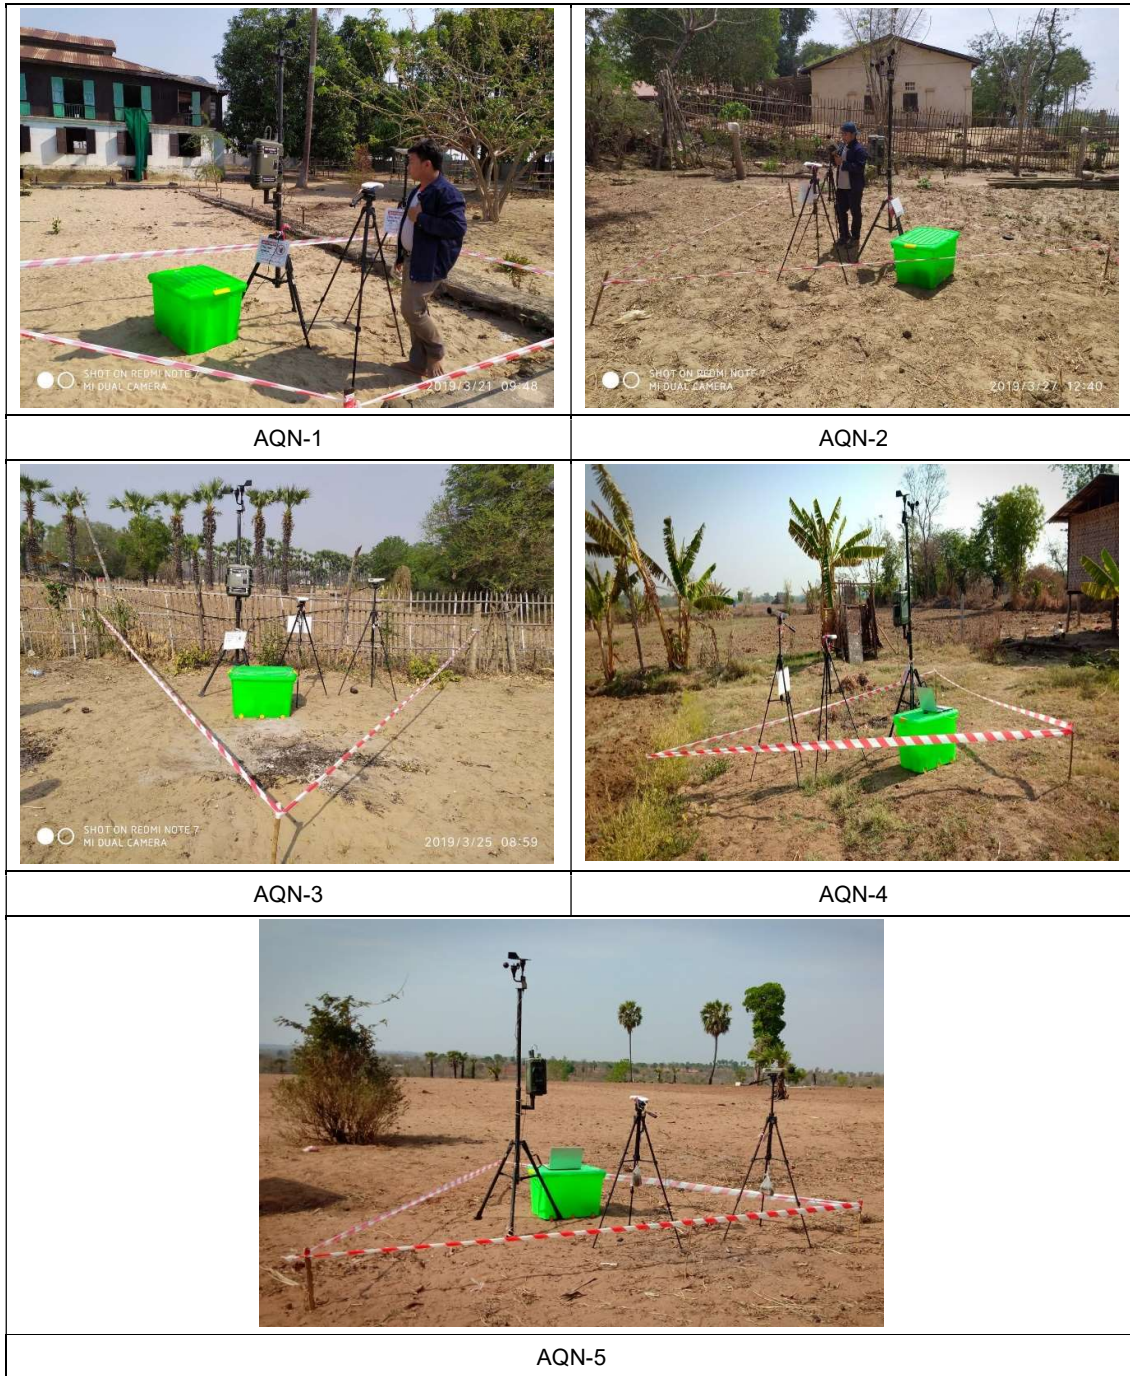 SHOT ON REDMI NOTE 7
MI DUAL CAMERA
2019/3/21 09:48
SHOT ON REDMI NOTE 7
MI DUAL CAMERA
2019/3/27 12:40
AQN-1
AQN-2
SHOT ON REDMI NOTE 7
MI DUAL CAMERA
2019/3/25 08:59
AQN-3
AQN-4
AQN-5